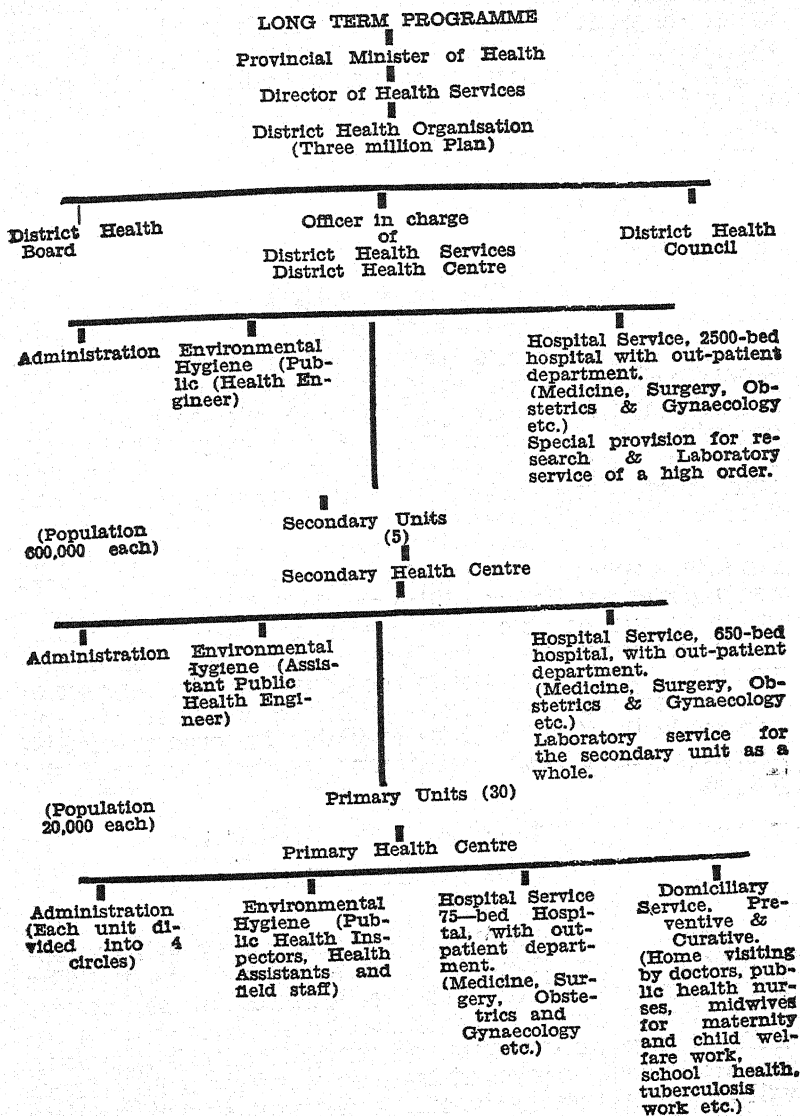 LONG TERM PROGRAMME
Provincial Minister of Health
Director of Health Services
District Health Organisation
(Three million Plan)
District Health
Board
Officer in charge
of
District Health Services
District Health Centre
District Health
Council
Administration
Environmental
Hygiene (Pub-
lic (Health En-
gineer)
Hospital Service, 2500-bed
hospital with out-patient
department.
(Medicine, Surgery, Ob-
stetrics & Gynaecology
etc.)
Special provision for re-
search & Laboratory
service of a high order.
(Population
600,000 each)
Secondary Units
(5)
Secondary Health Centre
Administration
Environmental
Hygiene (Assis-
tant Public
Health Engi-
neer)
Hospital Service, 650-bed
hospital, with out-patient
department.
(Medicine, Surgery, Ob-
stetrics & Gynaecology
etc.)
Laboratory service for
the secondary unit as a
whole.
(Population
20,000 each)
Primary Units (30)
Primary Health Centre
Administration
(Each unit di-
vided into 4
circles)
Environmental
Hygiene (Pub-
lic Health Ins-
pectors, Health
Assistants and
field staff)
Hospital Service
75—bed Hospi-
tal, with out-
patient depart-
ment.
(Medicine, Sur-
gery, Obste-
trics and
Gynaecology
etc.)
Domiciliary
Service, Pre-
ventive &
Curative.
(Home visiting
by doctors, pub-
lic health nur-
ses, midwives
for maternity
and child wel-
fare work,
school health,
tuberculosis
work etc.)